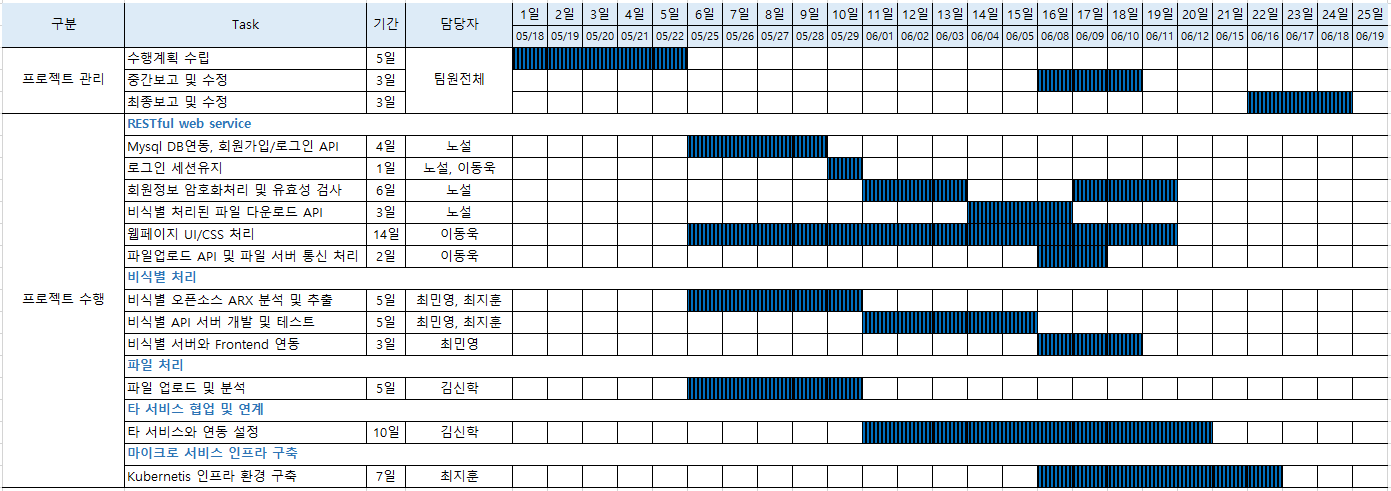 구분 Task 기간 담당자 1일 2일 3일 4일 5일 6일 7일 8일 9일 10일 11일 12일 13일 14일 15일 16일 17일 18일 19일 20일 21일 22일 23일 24일 25일
05/18 05/19 05/20 05/21 05/22 05/25 05/26 05/27 05/28 05/29 06/01 06/02 06/03 06/04 06/05 06/08 06/09 06/10 06/11 06/12 06/15 06/16 06/17 06/18 06/19
프로젝트 관리 수행계획 수립 5일 팀원전체
중간보고 및 수정 3일
최종보고 및 수정 3일
프로젝트 수행
RESTful web service
Mysql DB연동, 회원가입/로그인 API 4일 노설
로그인 세션유지 1일 노설, 이동욱
회원정보 암호화처리 및 유효성 검사 6일 노설
비식별 처리된 파일 다운로드 API 3일 노설
웹페이지 UI/CSS 처리 14일 이동욱
파일업로드 API 및 파일 서버 통신 처리 2일 이동욱
비식별 처리
비식별 오픈소스 ARX 분석 및 추출 5일 최민영, 최지훈
비식별 API 서버 개발 및 테스트 5일 최민영, 최지훈
비식별 서버와 Frontend 연동 3일 최민영
파일 처리
파일 업로드 및 분석 5일 김신학
타 서비스 협업 및 연계
타 서비스와 연동 설정 10일 김신학
마이크로 서비스 인프라 구축
Kubernetis 인프라 환경 구축 7일 최지훈